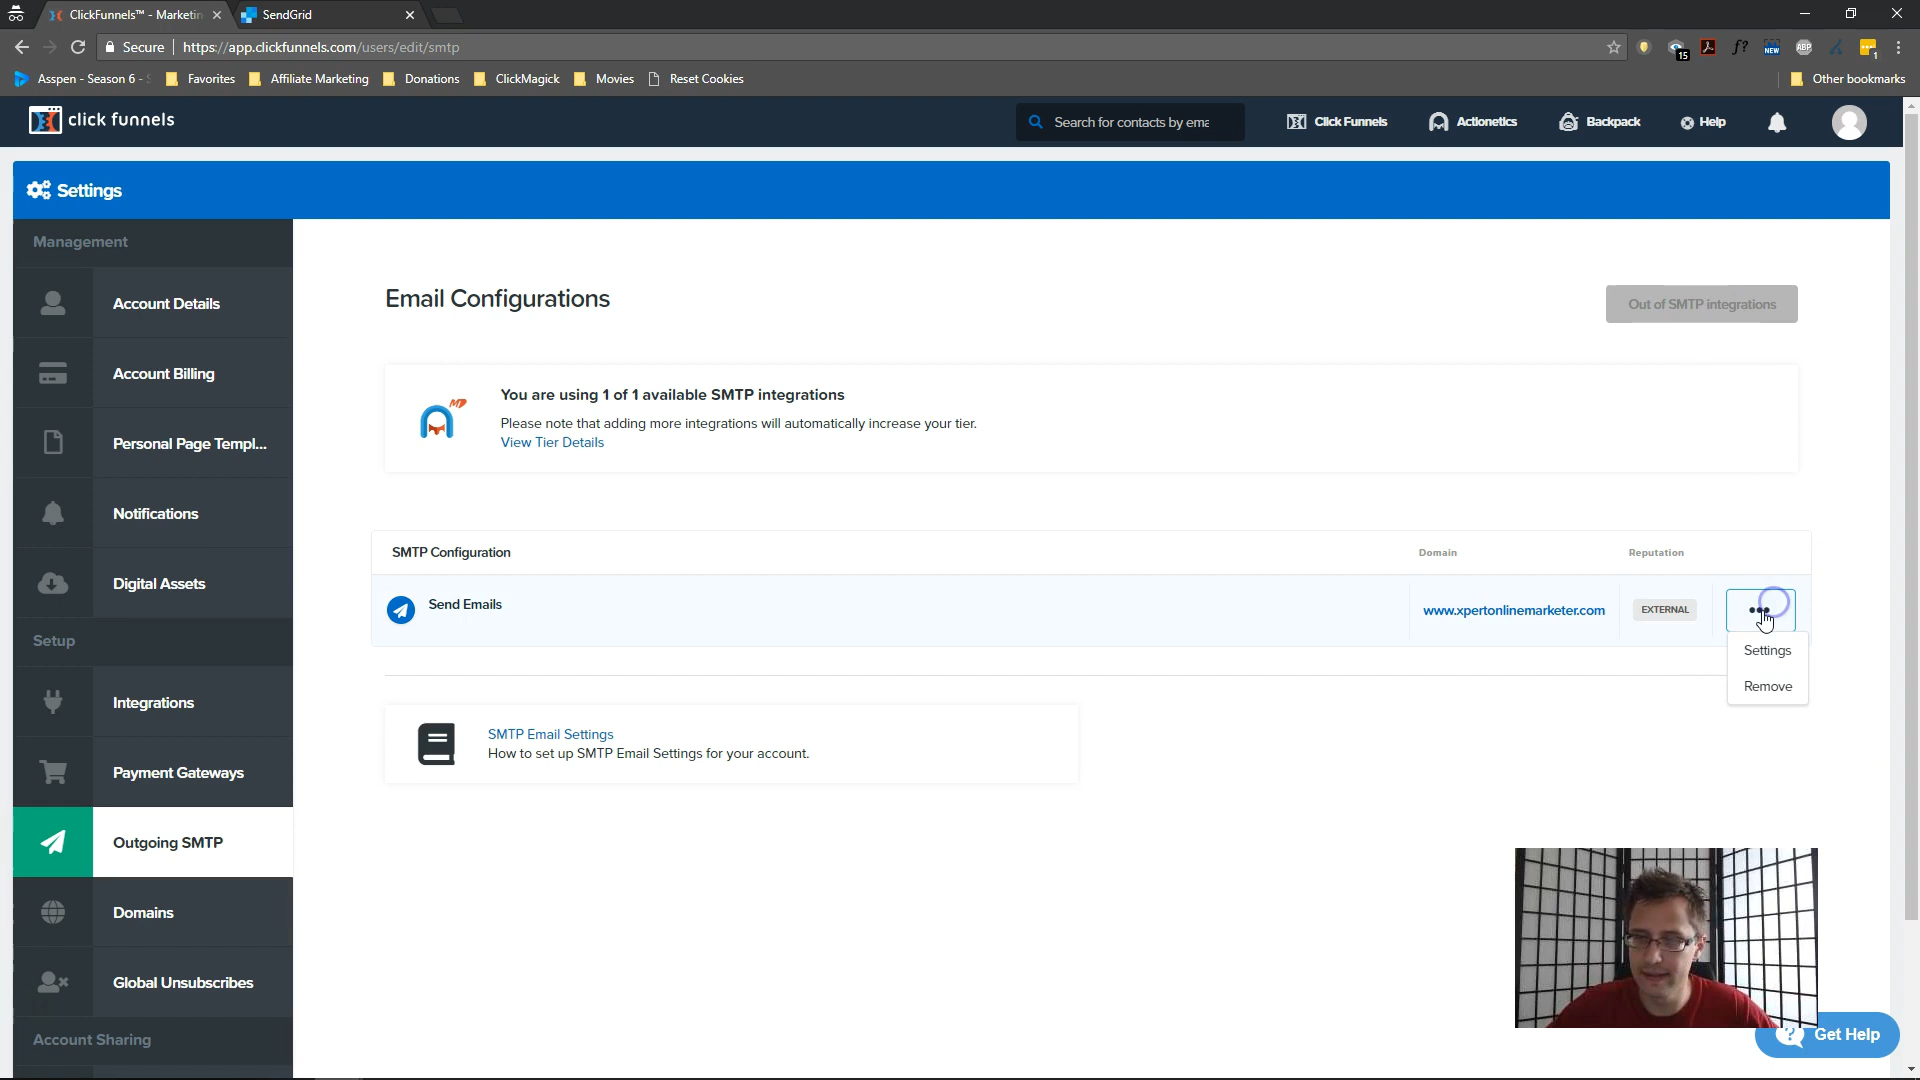 ClickFunnels™ - Marketin
SendGrid
Secure
https://app.clickfunnels.com/users/edit/smtp
15
f?
NEW
ABP
1
Asspen - Season 6 -
Favorites
Affiliate Marketing
Donations
ClickMagick
Movies
Reset Cookies
Other bookmarks
click funnels
Search for contacts by ema
Click Funnels
Actionetics
Backpack
Help
Settings
Management
Account Details
Account Billing
Personal Page Templ...
Notifications
Digital Assets
Setup
Integrations
Payment Gateways
Outgoing SMTP
Domains
Global Unsubscribes
Account Sharing
Email Configurations
Out of SMTP integrations
MD
You are using 1 of 1 available SMTP integrations
Please note that adding more integrations will automatically increase your tier.
View Tier Details
SMTP Configuration
Domain
Reputation
Send Emails
www.xpertonlinemarketer.com
EXTERNAL
Settings
Remove
SMTP Email Settings
How to set up SMTP Email Settings for your account.
? Get Help